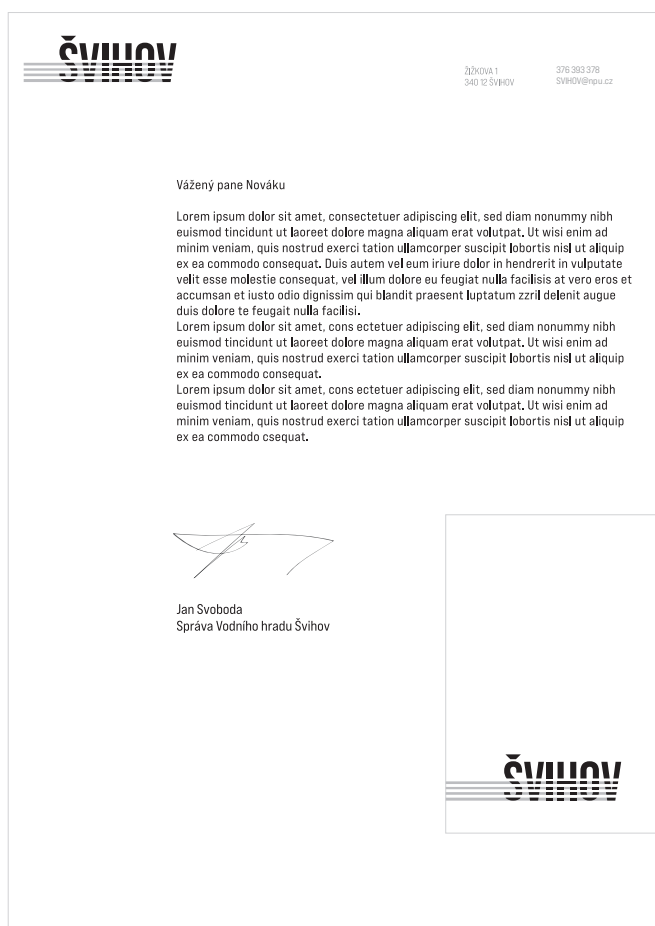 ŠVIHOV
ŽIŽKOVA 1
340 12 ŠVIHOV
376 393 378
SVIHOV@npu.cz
Vážený pane Nováku
Lorem ipsum dolor sit amet, consectetuer adipiscing elit, sed diam nonummy nibh
euismod tincidunt ut laoreet dolore magna aliquam erat volutpat. Ut wisi enim ad
minim veniam, quis nostrud exerci tation ullamcorper suscipit lobortis nisl ut aliquip
ex ea commodo consequat. Duis autem vel eum iriure dolor in hendrerit in vulputate
velit esse molestie consequat, vel illum dolore eu feugiat nulla facilisis at vero eros et
accumsan et iusto odio dignissim qui blandit praesent luptatum zzril delenit augue
duis dolore te feugait nulla facilisi.
Lorem ipsum dolor sit amet, cons ectetuer adipiscing elit, sed diam nonummy nibh
euismod tincidunt ut laoreet dolore magna aliquam erat volutpat. Ut wisi enim ad
minim veniam, quis nostrud exerci tation ullamcorper suscipit lobortis nisl ut aliquip
ex ea commodo consequat.
Lorem ipsum dolor sit amet, cons ectetuer adipiscing elit, sed diam nonummy nibh
euismod tincidunt ut laoreet dolore magna aliquam erat volutpat. Ut wisi enim ad
minim veniam, quis nostrud exerci tation ullamcorper suscipit lobortis nisl ut aliquip
ex ea commodo csequat.
Jan Svoboda
Správa Vodního hradu Švihov
ŠVIHOV